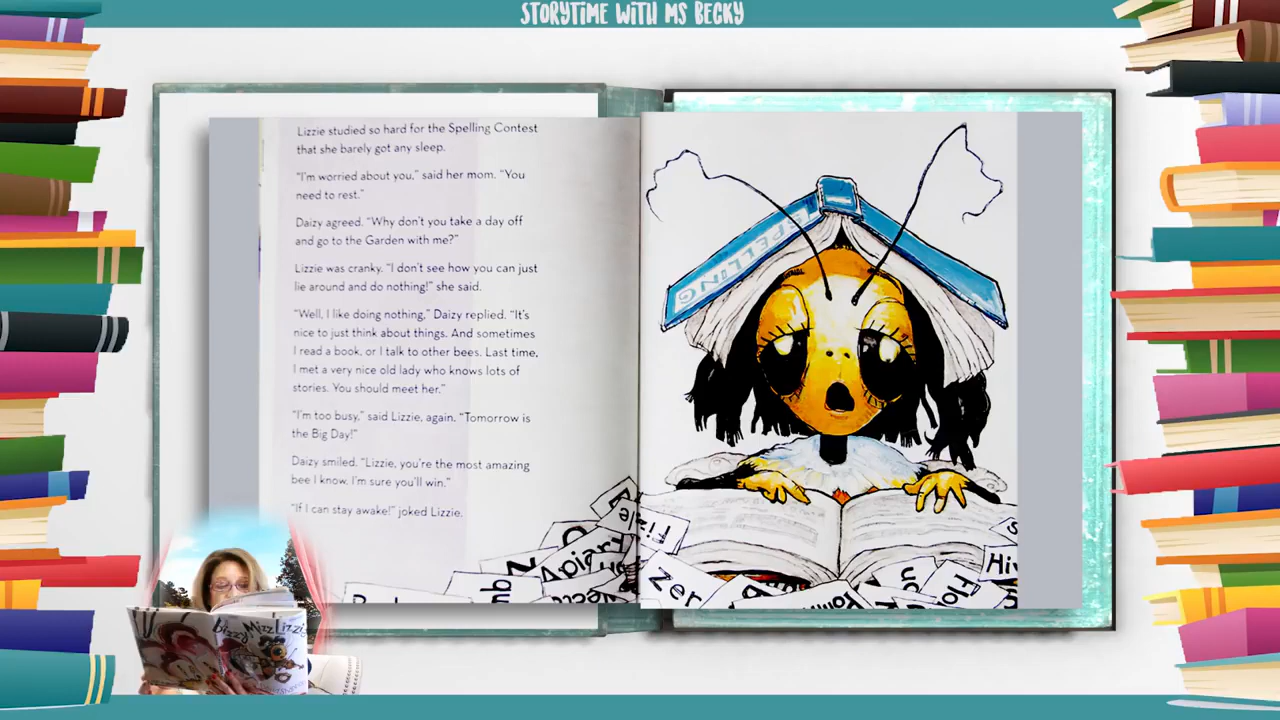 STORYTIME WITH MS BECKY
Lizzie studied so hard for the Spelling Contest
that she barely got any sleep.
"I'm worried about you," said her mom. "You
need to rest."
Daizy agreed. "Why don't you take a day off
and go to the Garden with me?"
Lizzie was cranky. "I don't see how you can just
lie around and do nothing!" she said.
"Well, I like doing nothing," Daizy replied. "It's
nice to just think about things. And sometimes
I read a book, or I talk to other bees. Last time,
I met a very nice old lady who knows lots of
stories. You should meet her."
"I'm too busy," said Lizzie, again. "Tomorrow is
the Big Day!"
Daizy smiled. "Lizzie, you're the most amazing
bee I know. I'm sure you'll win."
"If I can stay awake!" joked Lizzie.
SPELLING
Apiary
Zer
Bizzy Mizz Lizzie